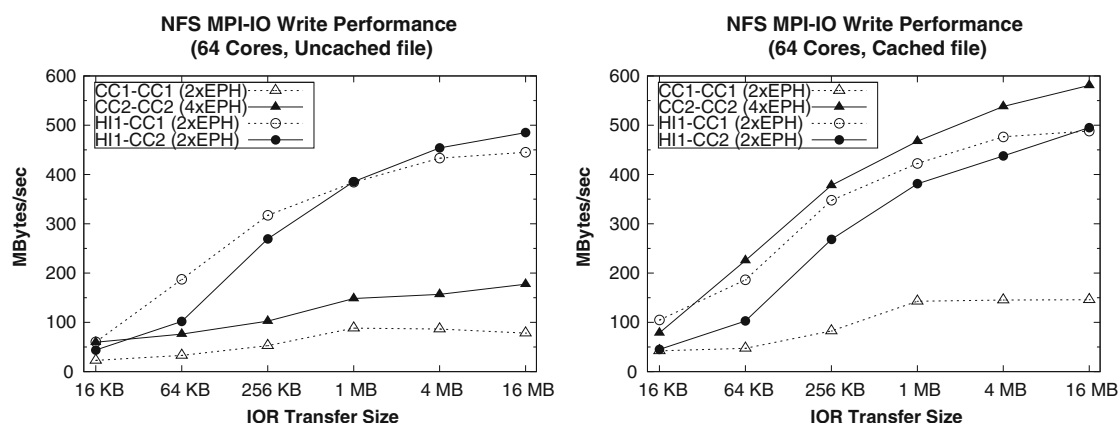 NFS MPI-IO Write Performance
(64 Cores, Uncached file)
600
500
400
300
200
100
0
MBytes/sec
CC1-CC1 (2xEPH)
CC2-CC2 (4xEPH)
HI1-CC1 (2xEPH)
HI1-CC2 (2xEPH)
16 KB 64 KB 256 KB 1 MB 4 MB 16 MB
IOR Transfer Size
NFS MPI-IO Write Performance
(64 Cores, Cached file)
600
500
400
300
200
100
0
MBytes/sec
CC1-CC1 (2xEPH)
CC2-CC2 (4xEPH)
HI1-CC1 (2xEPH)
HI1-CC2 (2xEPH)
16 KB 64 KB 256 KB 1 MB 4 MB 16 MB
IOR Transfer Size